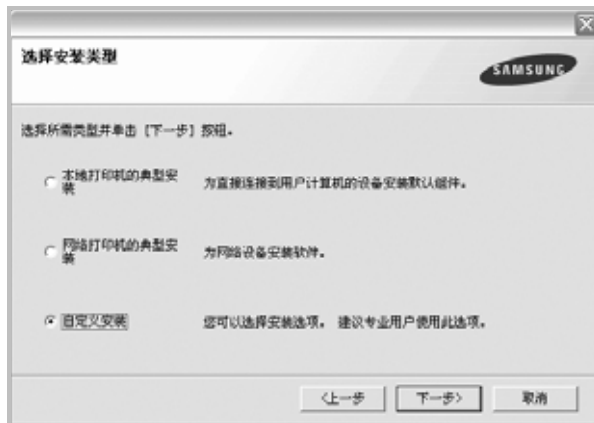 选择安装类型
SAMSUNG
选择所需类型并单击 [下一步] 按钮。
本地打印机的典型安
装
为直接连接到用户计算机的设备安装默认组件。
网络打印机的典型安
装
为网络设备安装软件。
自定义安装
您可以选择安装选项。 建议专业用户使用此选项。
<上一步
下一步>
取消